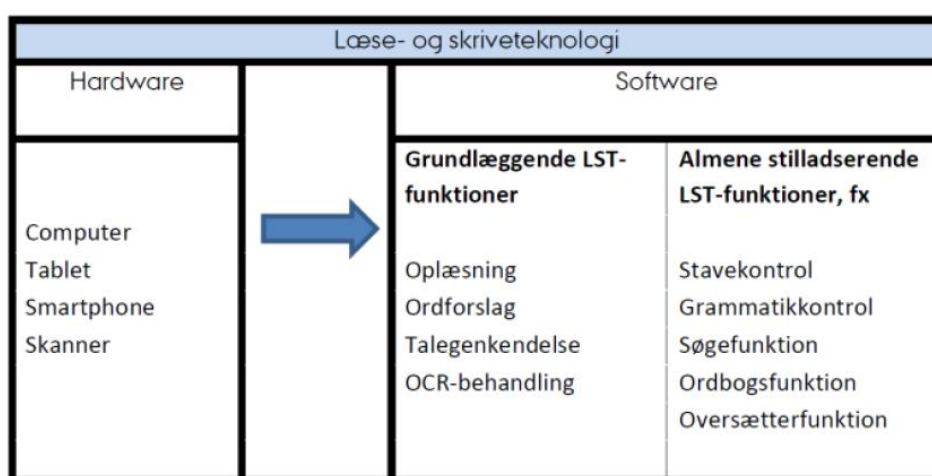 Læse- og skriveteknologi
Hardware
Software
Computer
Tablet
Smartphone
Skanner
Grundlæggende LST-
funktioner
Oplæsning
Ordforslag
Talegenkendelse
OCR-behandling
Almene stilladserende
LST-funktioner, fx
Stavekontrol
Grammatikkontrol
Søgefunktion
Ordbogsfunktion
Oversætterfunktion